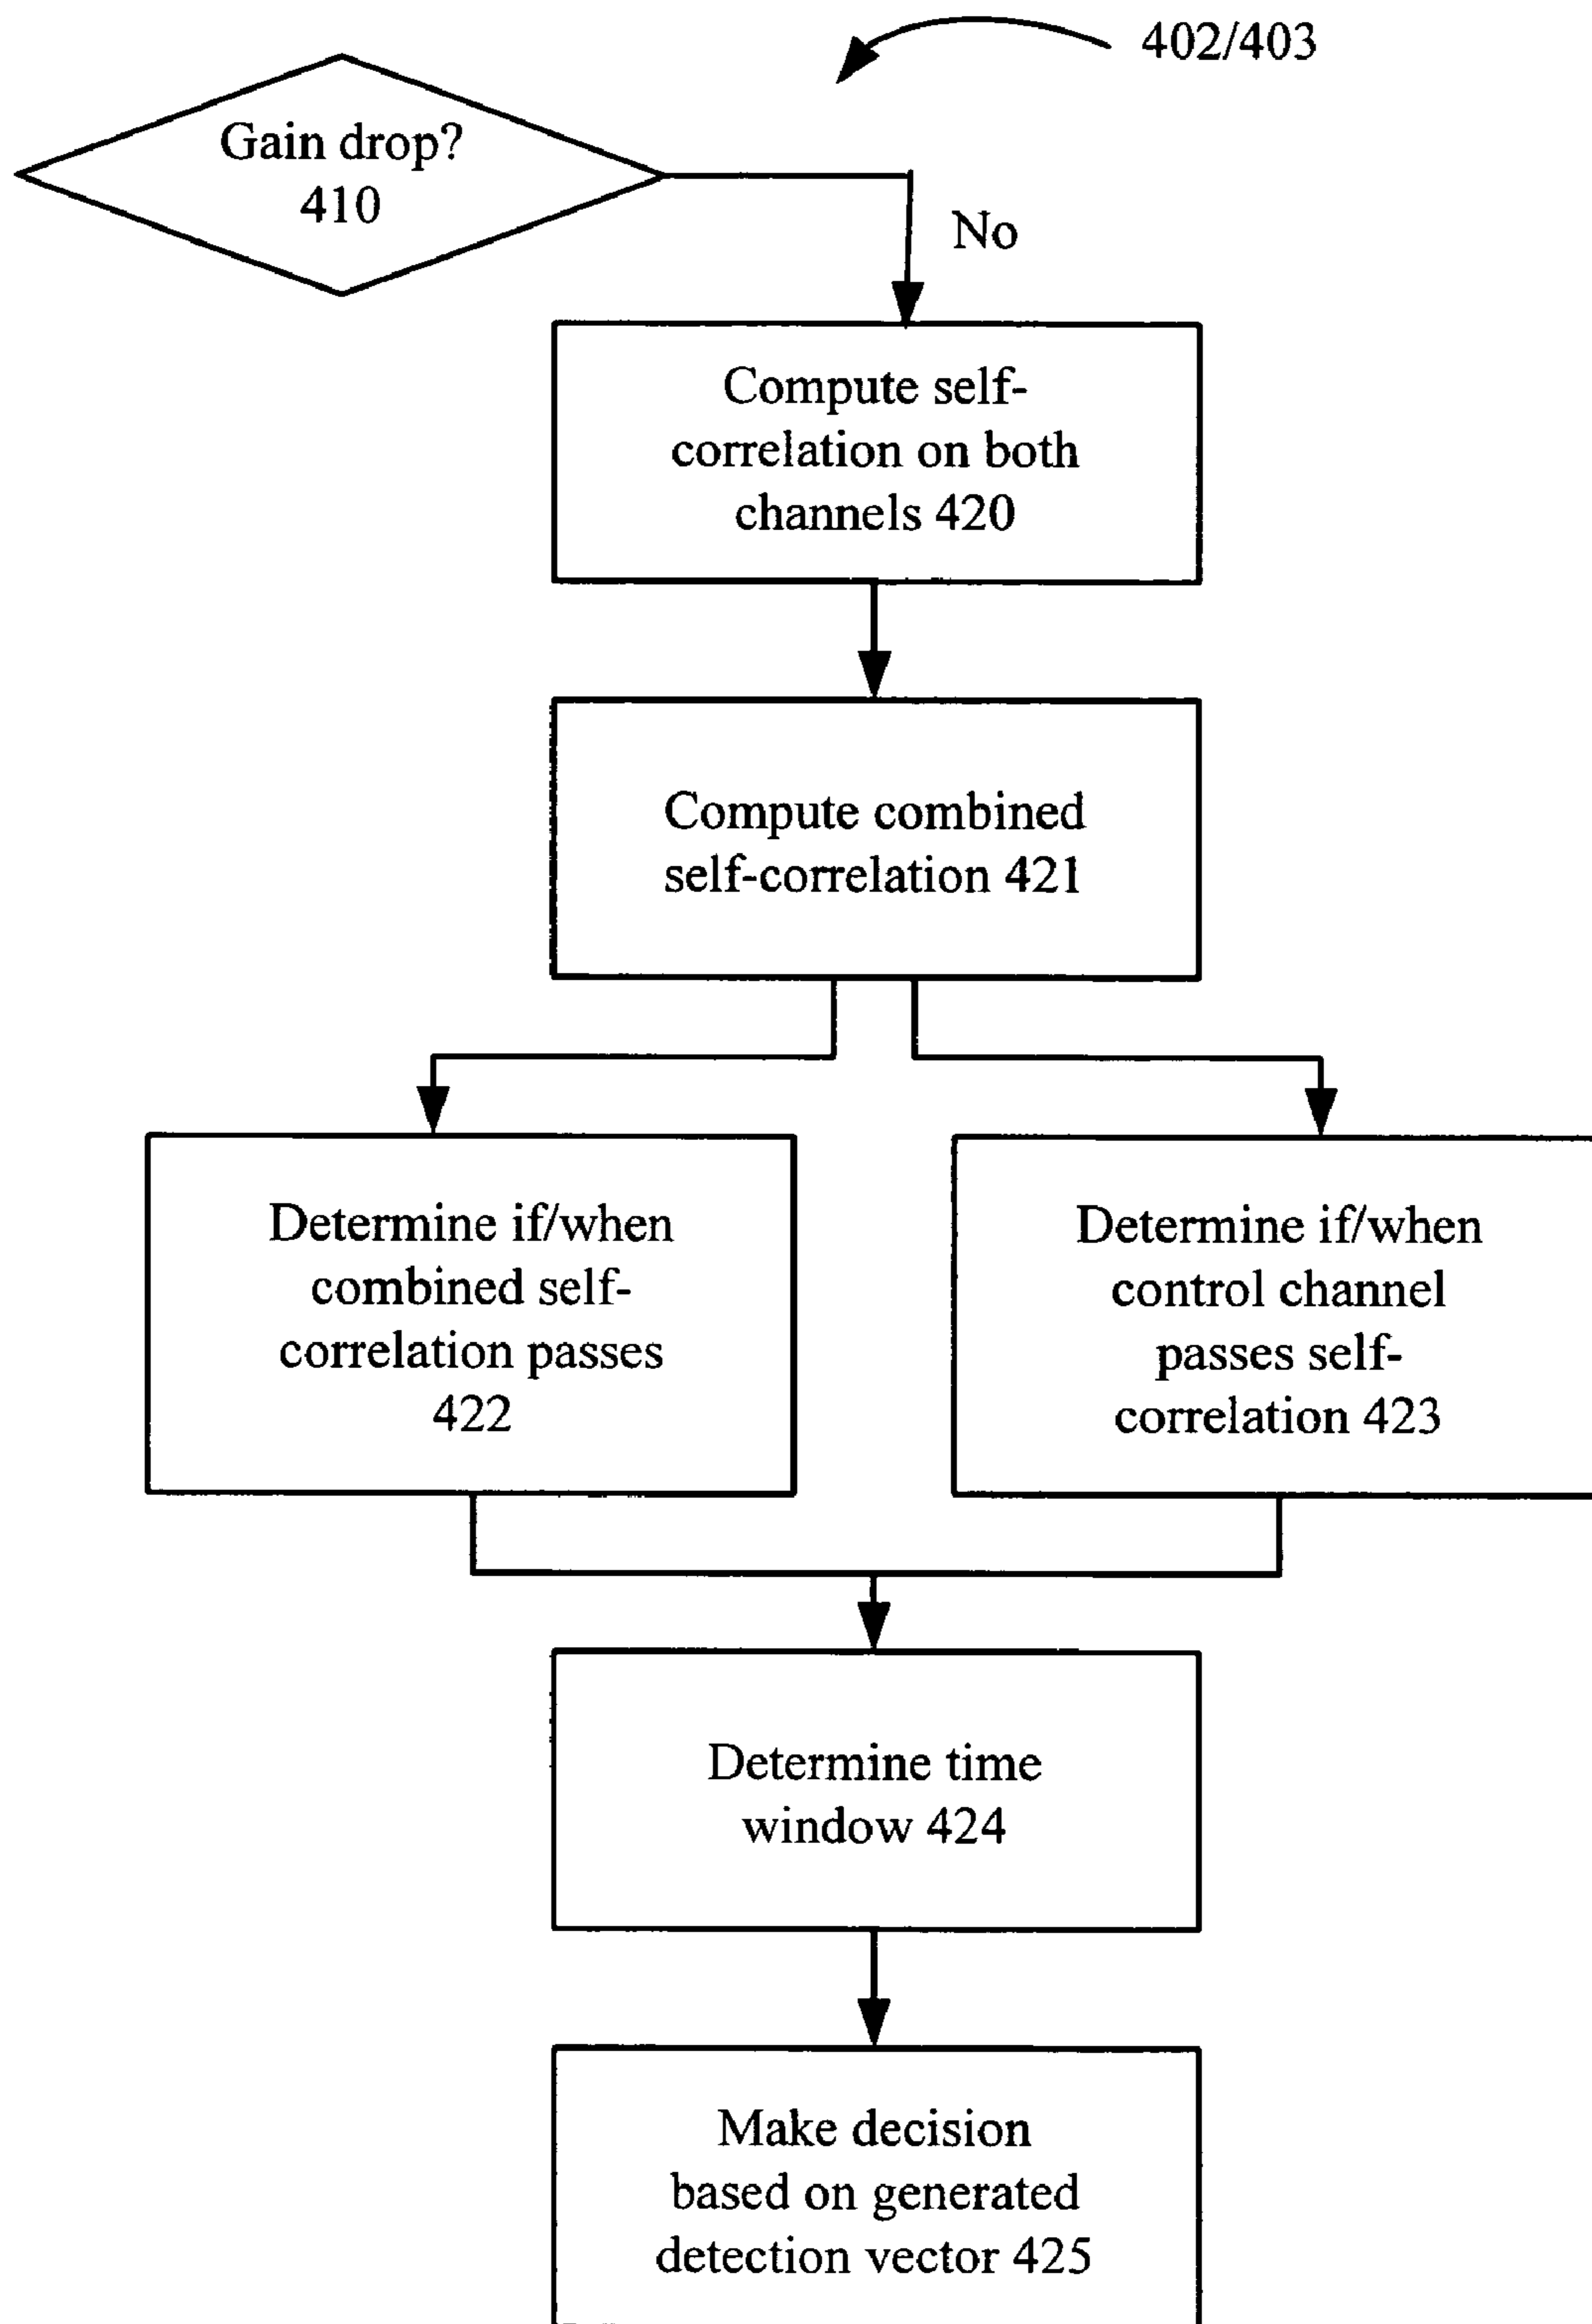 402/403
Gain drop?
410
No
Compute self-
correlation on both
channels 420
Compute combined
self-correlation 421
Determine if/when
combined self-
correlation passes
422
Determine if/when
control channel
passes self-
correlation 423
Determine time
window 424
Make decision
based on generated
detection vector 425